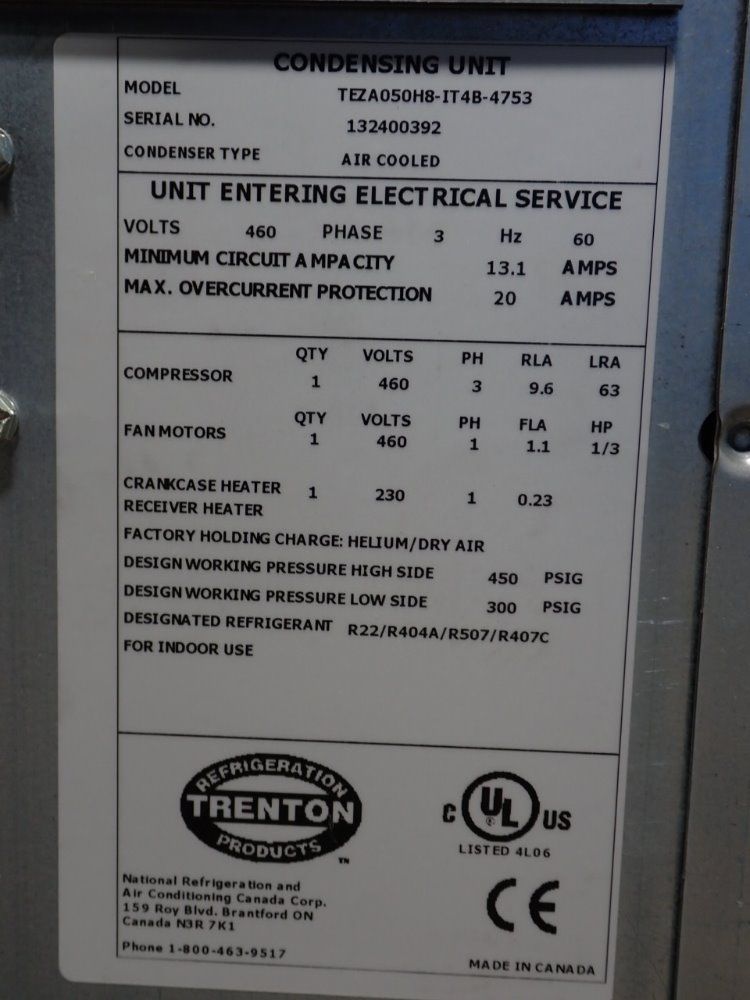 CONDENSING UNIT
MODEL TEZA050H8-IT4B-4753
SERIAL NO. 132400392
CONDENSER TYPE AIR COOLED
UNIT ENTERING ELECTRICAL SERVICE
VOLTS 460 PHASE 3 Hz 60
MINIMUM CIRCUIT AMPACITY 13.1 AMPS
MAX. OVERCURRENT PROTECTION 20 AMPS
QTY VOLTS PH RLA LRA
COMPRESSOR 1 460 3 9.6 63
QTY VOLTS PH FLA HP
FAN MOTORS 1 460 1 1.1 1/3
CRANKCASE HEATER 1 230 1 0.23
RECEIVER HEATER
FACTORY HOLDING CHARGE: HELIUM/DRY AIR
DESIGN WORKING PRESSURE HIGH SIDE 450 PSIG
DESIGN WORKING PRESSURE LOW SIDE 300 PSIG
DESIGNATED REFRIGERANT R22/R404A/R507/R407C
FOR INDOOR USE
REFRIGERATION
TRENTON
PRODUCTS
TM
C UL US
®
LISTED 4L06
National Refrigeration and
Air Conditioning Canada Corp.
159 Roy Blvd. Brantford ON
Canada N3R 7K1
Phone 1-800-463-9517
CE
MADE IN CANADA